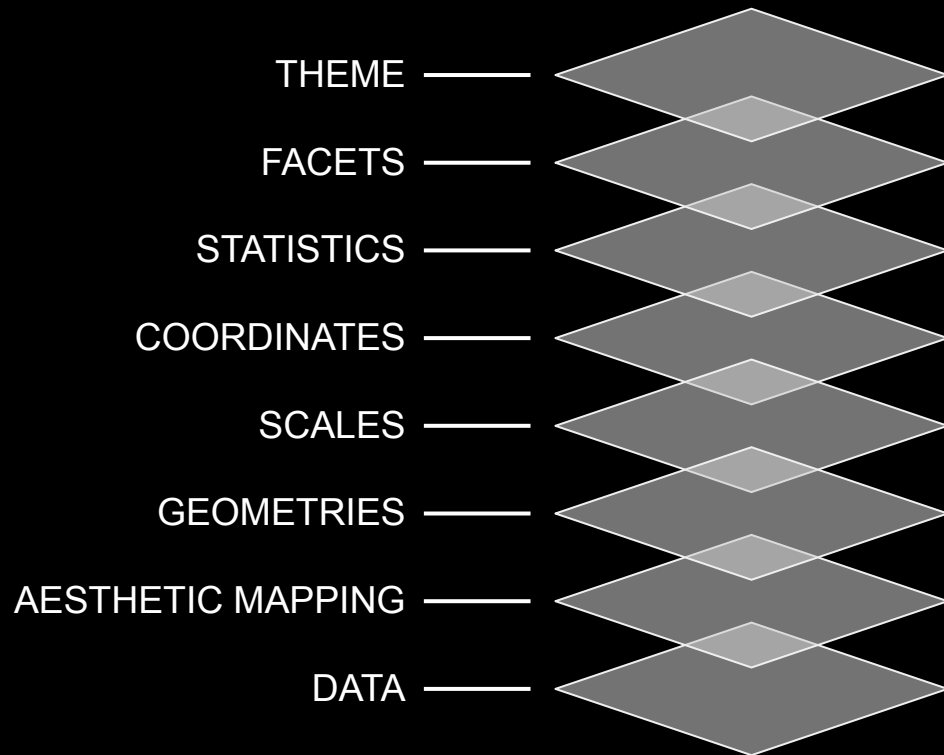 THEME
FACETS
STATISTICS
COORDINATES
SCALES
GEOMETRIES
AESTHETIC MAPPING
DATA